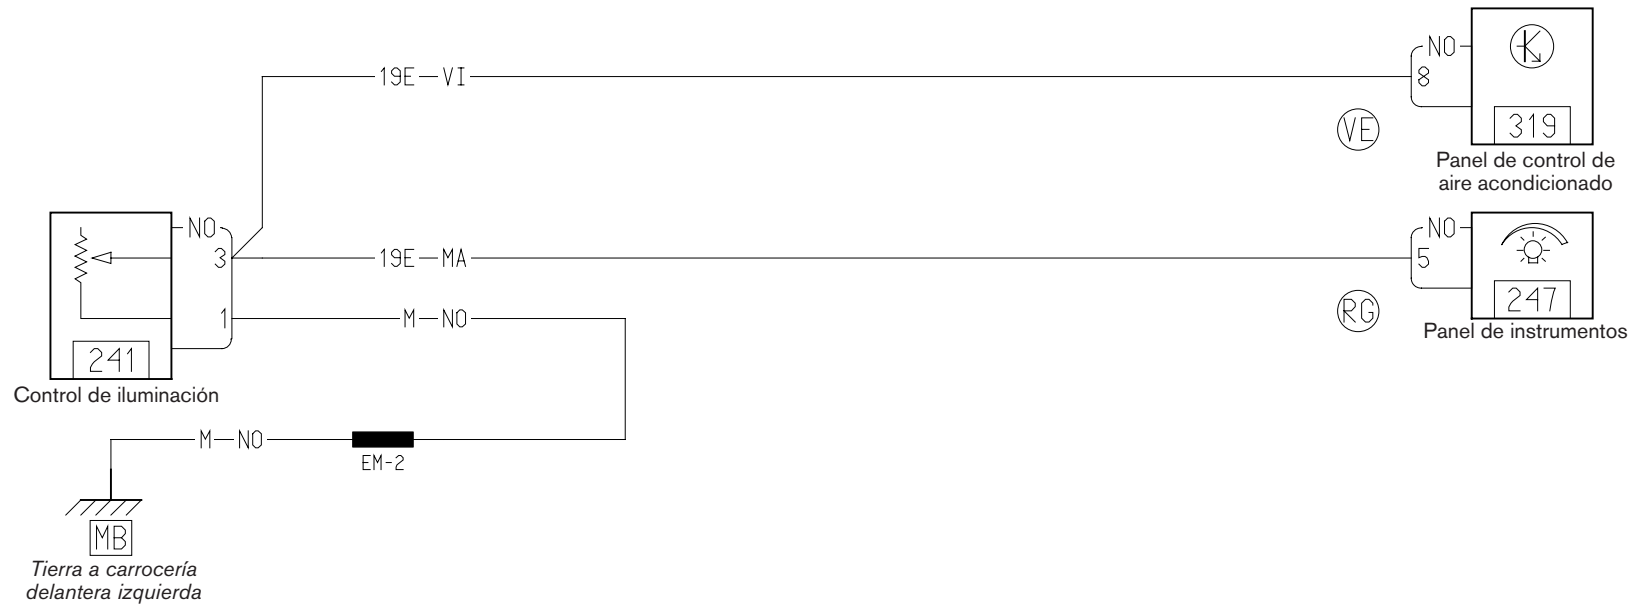 NO
19E—VI
8
VE
319
Panel de control de
aire acondicionado
NO
3
19E—MA
NO
5
RG
247
Panel de instrumentos
1
M—NO
241
Control de iluminación
M—NO
EM-2
MB
Tierra a carrocería
delantera izquierda